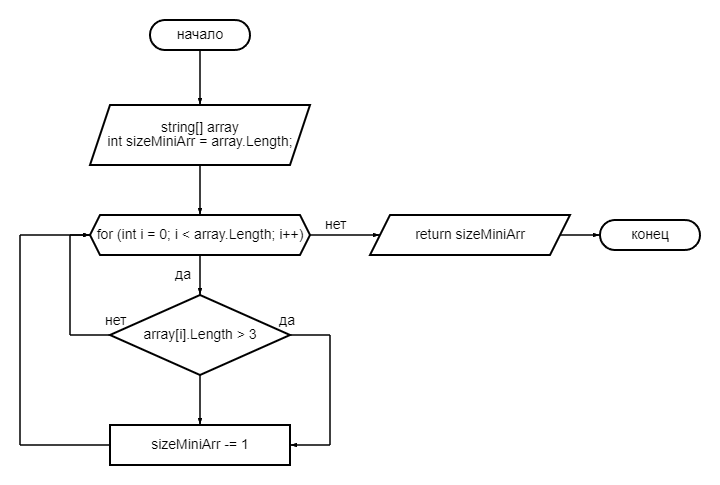 начало
string[] array
int sizeMiniArr = array.Length;
for (int i = 0; i < array.Length; i++)
нет
return sizeMiniArr
конец
да
нет
array[i].Length > 3
да
sizeMiniArr -= 1